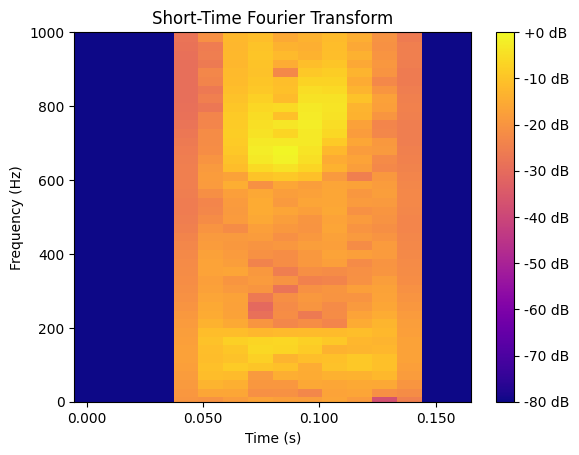 Short-Time Fourier Transform
1000
800
600
400
200
0
Frequency (Hz)
0.000
0.050
0.100
0.150
Time (s)
+0 dB
-10 dB
-20 dB
-30 dB
-40 dB
-50 dB
-60 dB
-70 dB
-80 dB